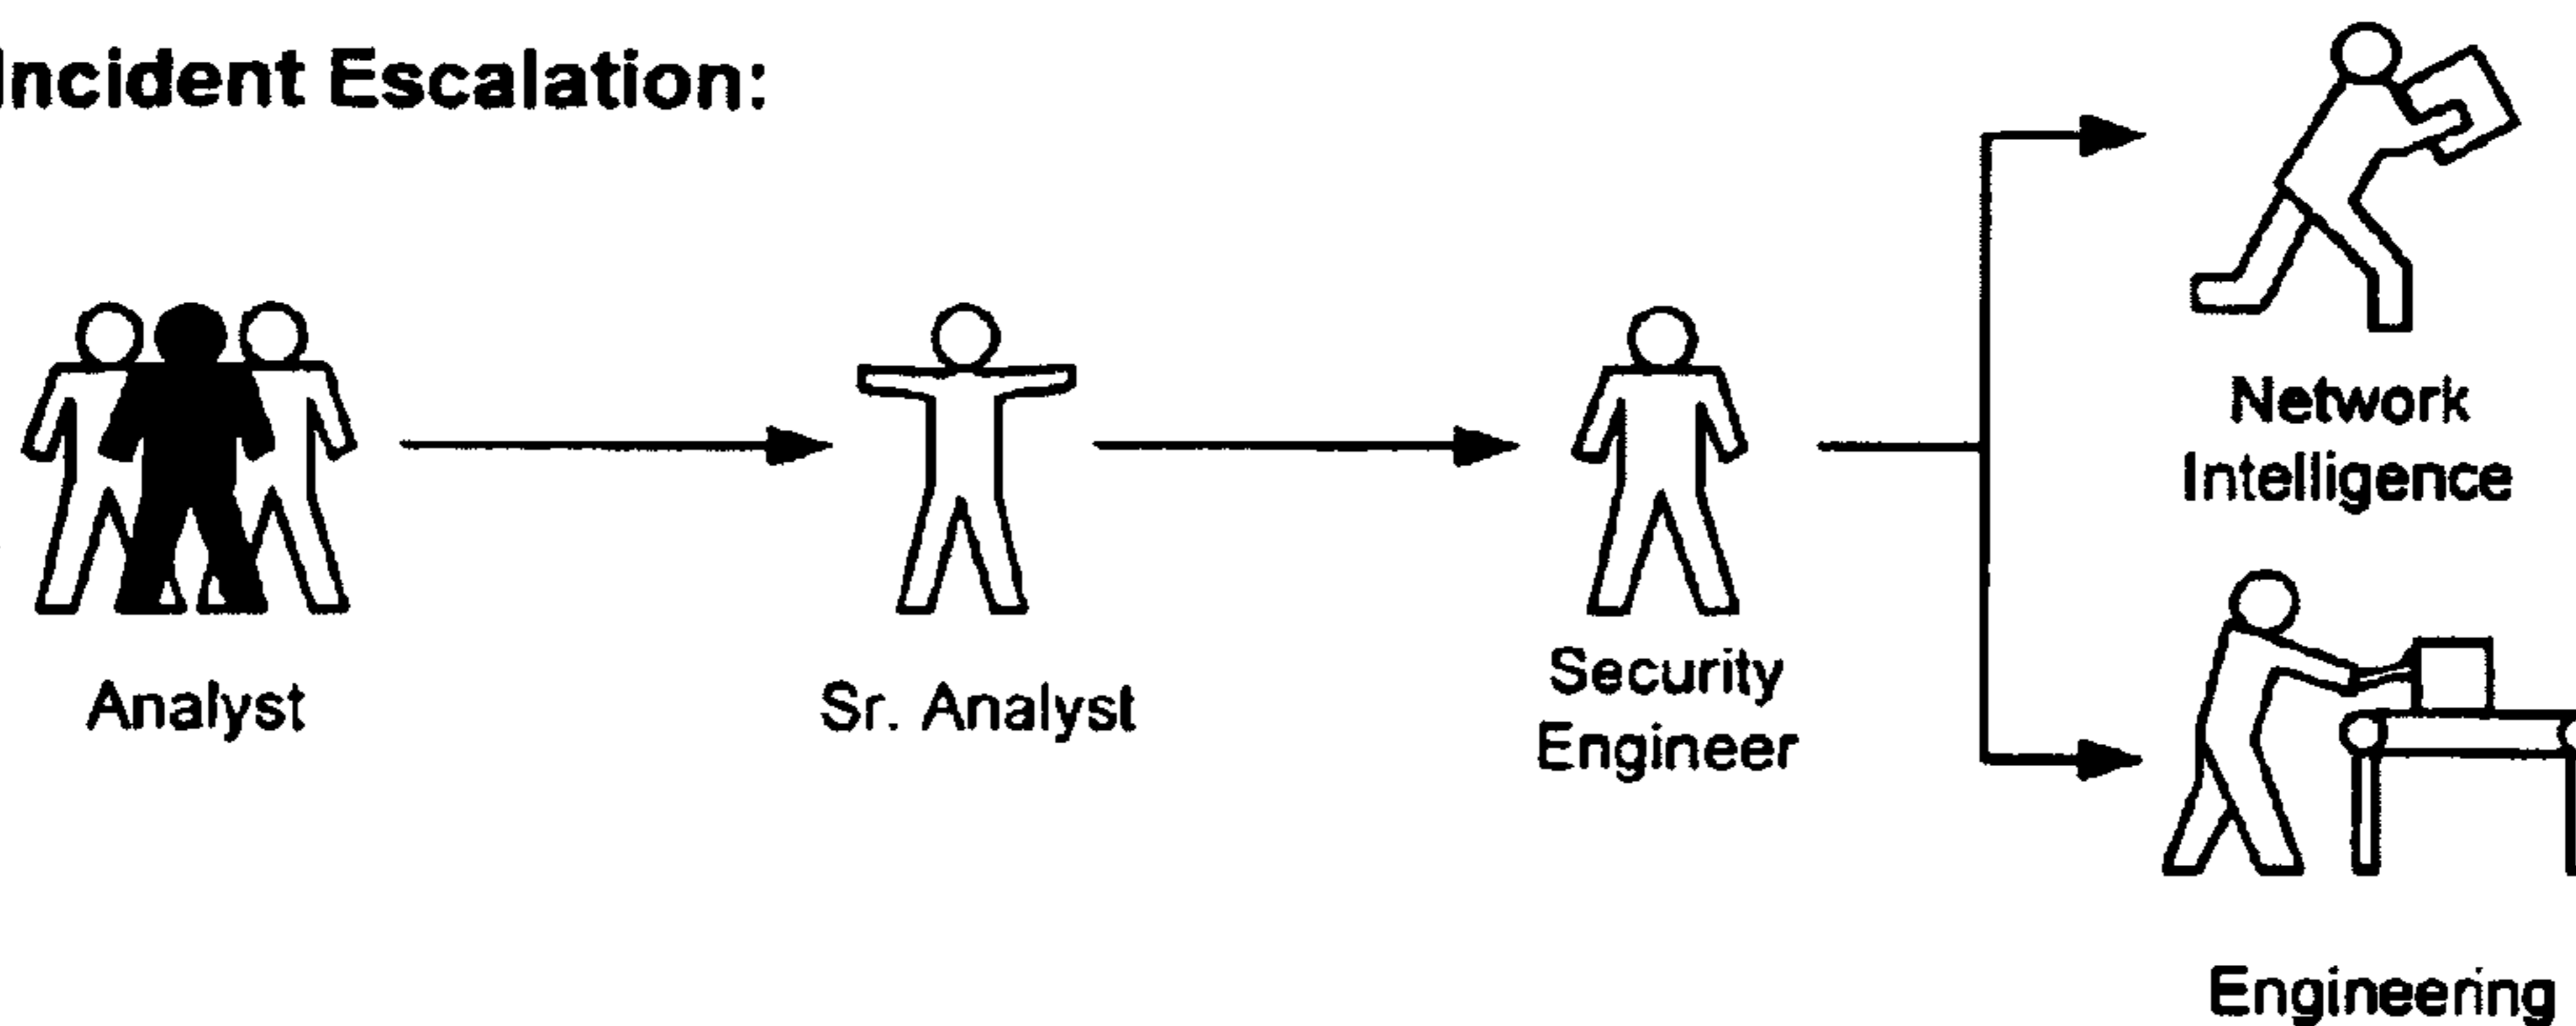 Incident Escalation:
Analyst
Sr. Analyst
Security
Engineer
Network
Intelligence
Engineering